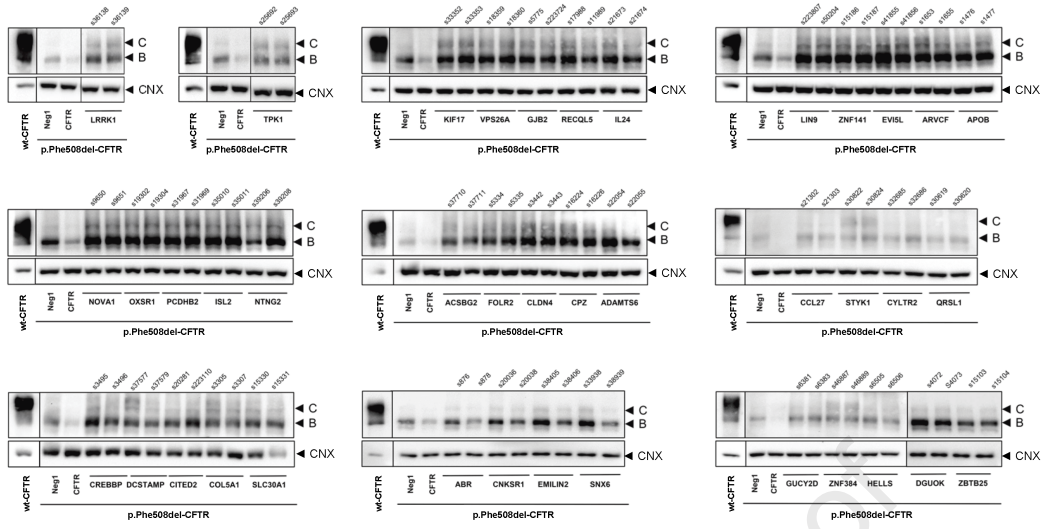 s36138 s36139
C
B
CNX
wt-CFTR Neg1 CFTR LRRK1
p.Phe508del-CFTR
s25692 s25693
C
B
CNX
wt-CFTR Neg1 CFTR TPK1
p.Phe508del-CFTR
s33352 s33353 s18359 s18360 s5775 s223724 s17988 s11989 s21673 s21674
C
B
CNX
wt-CFTR Neg1 CFTR KIF17 VPS26A GJB2 RECQL5 IL24
p.Phe508del-CFTR
s223807 s50204 s15186 s15187 s41855 s41856 s1653 s1655 s1476 s1477
C
B
CNX
wt-CFTR Neg1 CFTR LIN9 ZNF141 EVI5L ARVCF APOB
p.Phe508del-CFTR
s9650 s9651 s19302 s19304 s31967 s31969 s35010 s35011 s39206 s39208
C
B
CNX
wt-CFTR Neg1 CFTR NOVA1 OXSR1 PCDHB2 ISL2 NTNG2
p.Phe508del-CFTR
s37710 s37711 s5334 s5335 s3442 s3443 s16224 s16226 s22054 s22055
C
B
CNX
wt-CFTR Neg1 CFTR ACSBG2 FOLR2 CLDN4 CPZ ADAMTS6
p.Phe508del-CFTR
s21302 s21303 s30822 s30824 s32685 s32686 s30619 s30620
C
B
CNX
wt-CFTR Neg1 CFTR CCL27 STYK1 CYLTR2 QRSL1
p.Phe508del-CFTR
s3495 s3496 s37577 s37579 s20281 s223110 s3305 s3307 s15330 s15331
C
B
CNX
wt-CFTR Neg1 CFTR CREBBP DCSTAMP CITED2 COL5A1 SLC30A1
p.Phe508del-CFTR
s876 s878 s20036 s20038 s38405 s38406 s33938 s38939
C
B
CNX
wt-CFTR Neg1 CFTR ABR CNKSR1 EMILIN2 SNX6
p.Phe508del-CFTR
s6381 s6383 s46887 s46889 s6505 s6506 s4072 S4073 s15103 s15104
C
B
CNX
wt-CFTR Neg1 CFTR GUCY2D ZNF384 HELLS DGUOK ZBTB25
p.Phe508del-CFTR